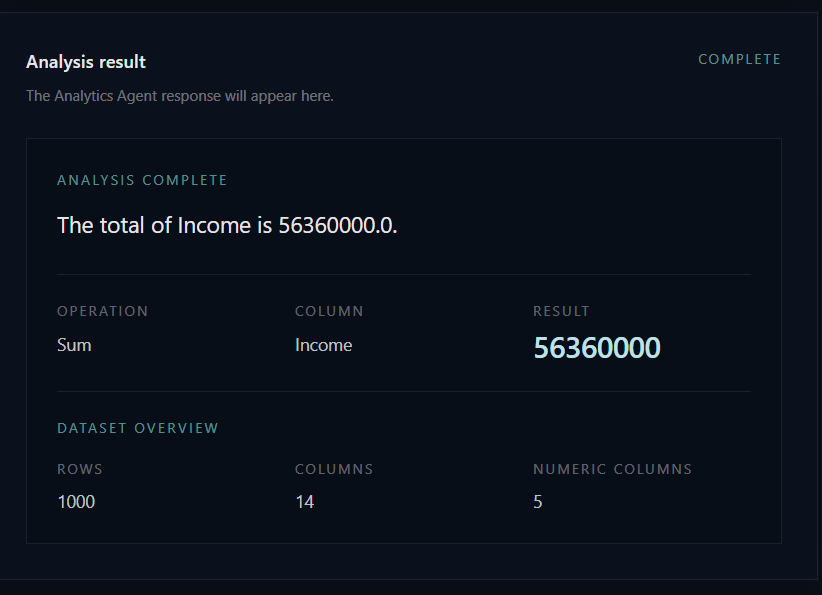 Analysis result
COMPLETE
The Analytics Agent response will appear here.
ANALYSIS COMPLETE
The total of Income is 56360000.0.
OPERATION
COLUMN
RESULT
Sum
Income
56360000
DATASET OVERVIEW
ROWS
COLUMNS
NUMERIC COLUMNS
1000
14
5